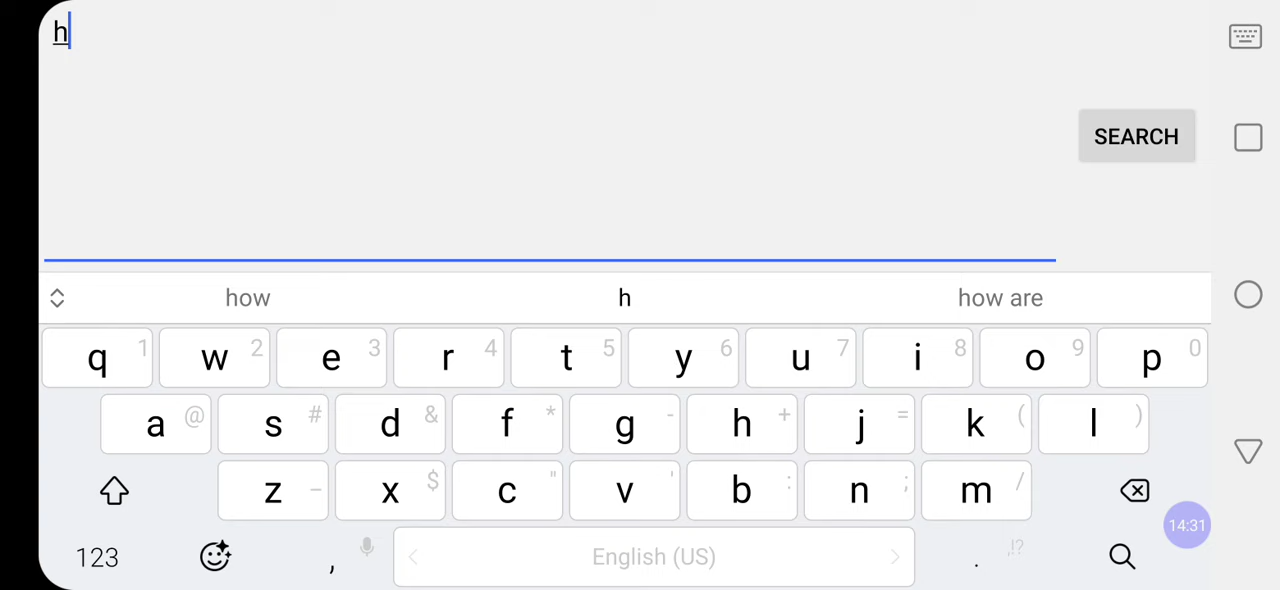 h
SEARCH
how h how are
q 1 w 2 e 3 r 4 t 5 y 6 u 7 i 8 o 9 p 0
a @ s # d & f * g - h + j = k ( l )
z _ x $ c " v ' b : n ; m /
14:31
123 , English (US) . ,!?